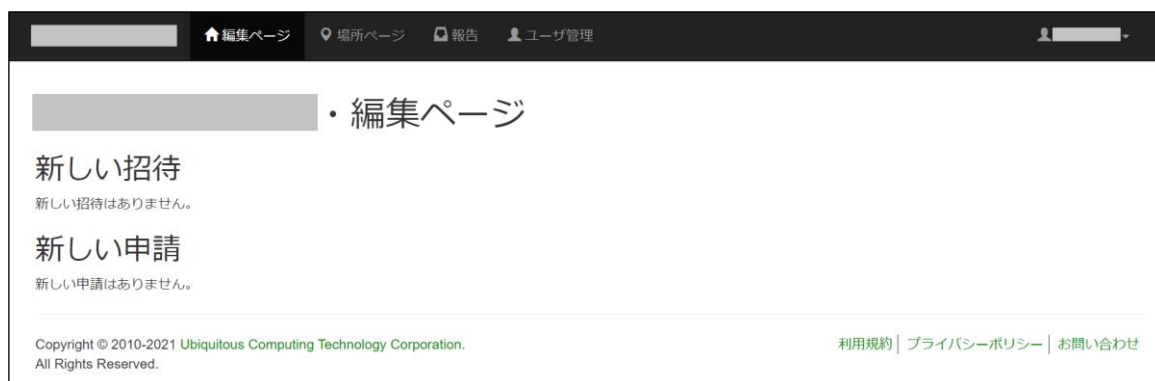 編集ページ 場所ページ 報告 ユーザ管理
・編集ページ
新しい招待
新しい招待はありません。
新しい申請
新しい申請はありません。
Copyright © 2010-2021 Ubiquitous Computing Technology Corporation.
All Rights Reserved.
利用規約 | プライバシーポリシー | お問い合わせ